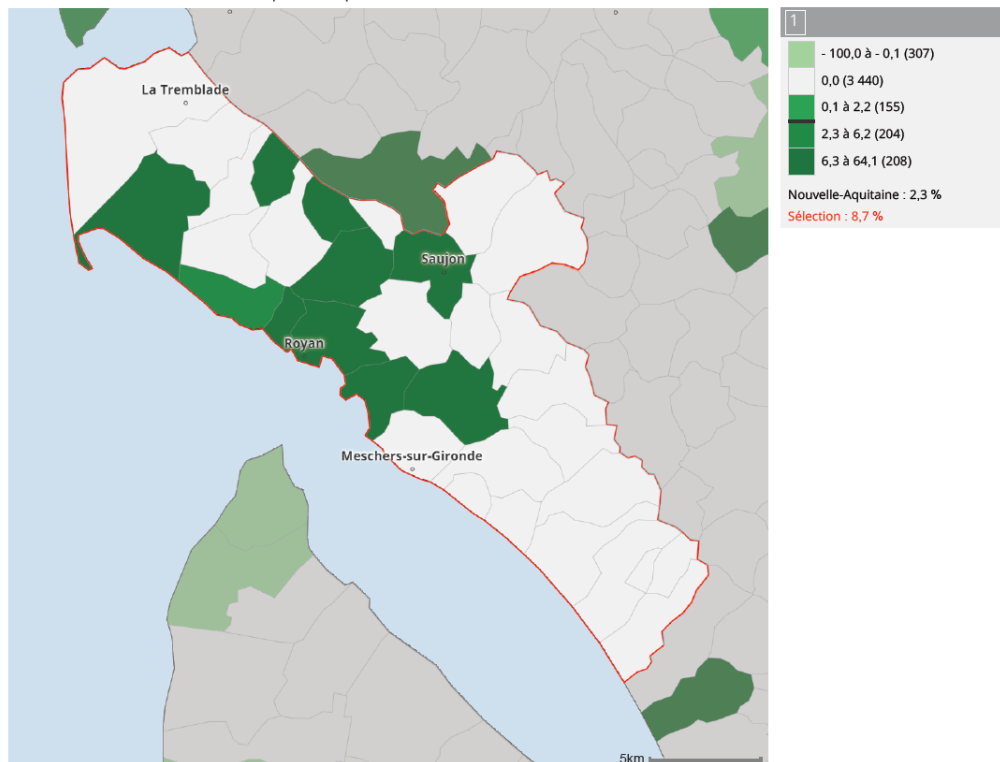 La Tremblade
Saujon
Royan
Meschers-sur-Gironde
5km
1
- 100,0 à - 0,1 (307)
0,0 (3 440)
0,1 à 2,2 (155)
2,3 à 6,2 (204)
6,3 à 64,1 (208)
Nouvelle-Aquitaine : 2,3 %
Sélection : 8,7 %